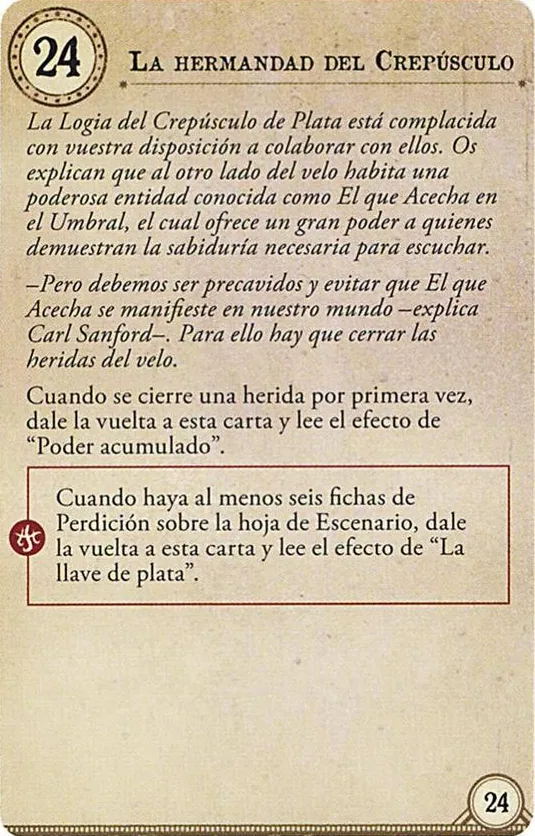 24
La hermandad del Crepúsculo
La Logia del Crepúsculo de Plata está complacida
con vuestra disposición a colaborar con ellos. Os
explican que al otro lado del velo habita una
poderosa entidad conocida como El que Acecha en
el Umbral, el cual ofrece un gran poder a quienes
demuestran la sabiduría necesaria para escuchar.
–Pero debemos ser precavidos y evitar que El que
Acecha se manifieste en nuestro mundo –explica
Carl Sanford–. Para ello hay que cerrar las
heridas del velo.
Cuando se cierre una herida por primera vez,
dale la vuelta a esta carta y lee el efecto de
“Poder acumulado”.
Cuando haya al menos seis fichas de
Perdición sobre la hoja de Escenario, dale
la vuelta a esta carta y lee el efecto de “La
llave de plata”.
24